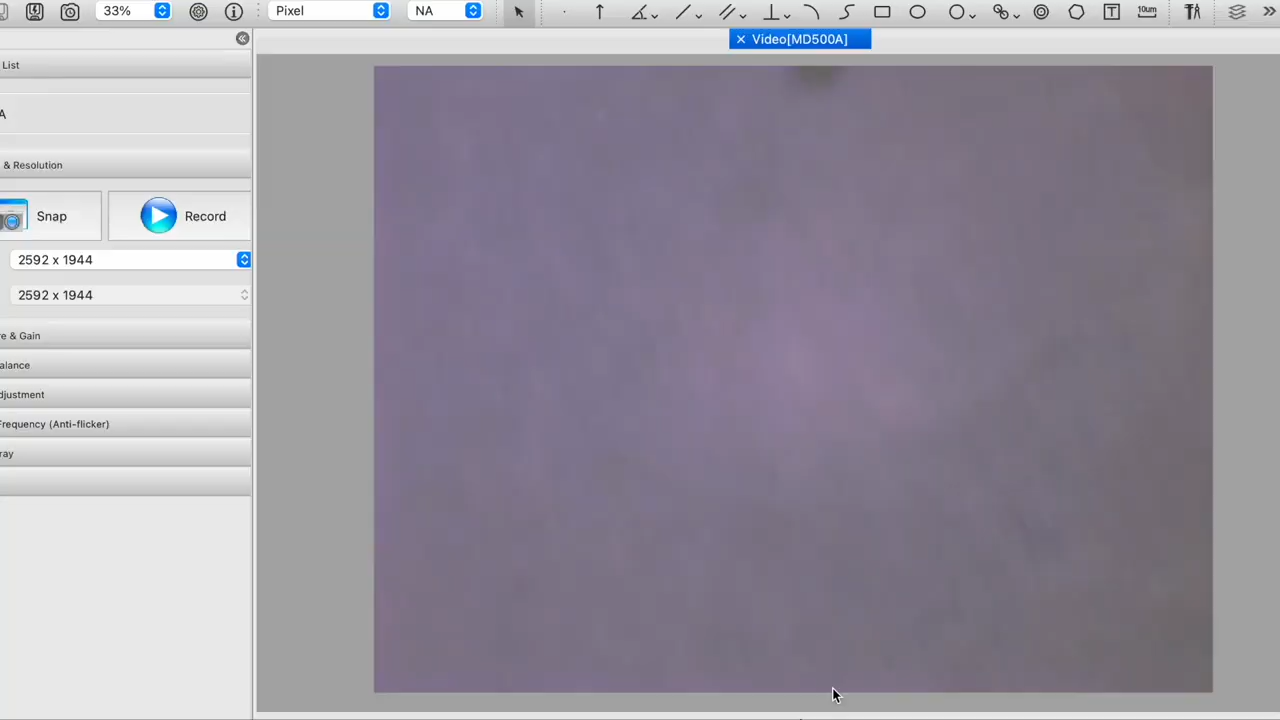 33%
Pixel
NA
10um
× Video[MD500A]
List
A
& Resolution
Snap
Record
2592 x 1944
2592 x 1944
e & Gain
alance
djustment
Frequency (Anti-flicker)
ray